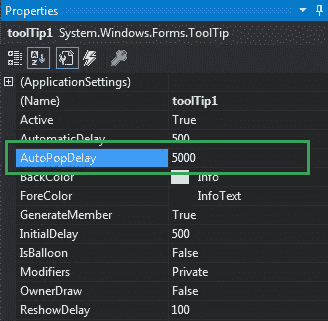 Properties
toolTip1 System.Windows.Forms.ToolTip
(ApplicationSettings)
(Name) toolTip1
Active True
AutomaticDelay 500
AutoPopDelay 5000
BackColor Info
ForeColor InfoText
GenerateMember True
InitialDelay 500
IsBalloon False
Modifiers Private
OwnerDraw False
ReshowDelay 100